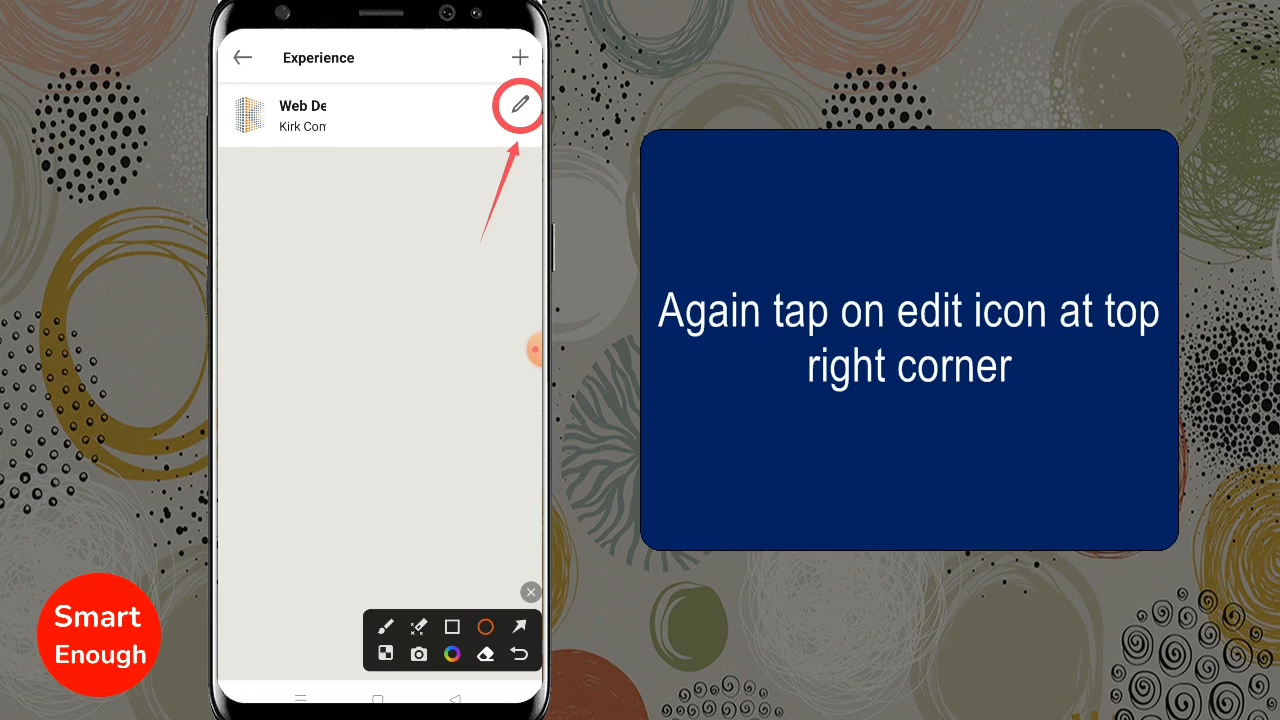 Experience
Web De
Kirk Con
Again tap on edit icon at top
right corner
Smart
Enough